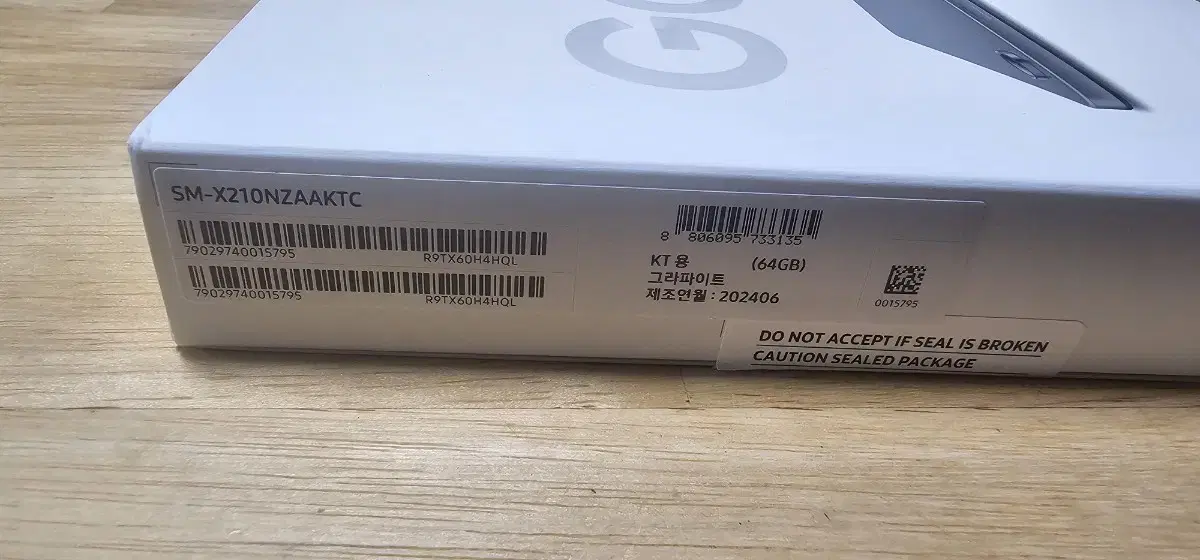 SM-X210NZAAKTC
79029740015795 R9TX60H4HQL
79029740015795 R9TX60H4HQL
8 806095 733135
KT 용 (64GB)
그라파이트
제조연월 : 202406
0015795
DO NOT ACCEPT IF SEAL IS BROKEN
CAUTION SEALED PACKAGE